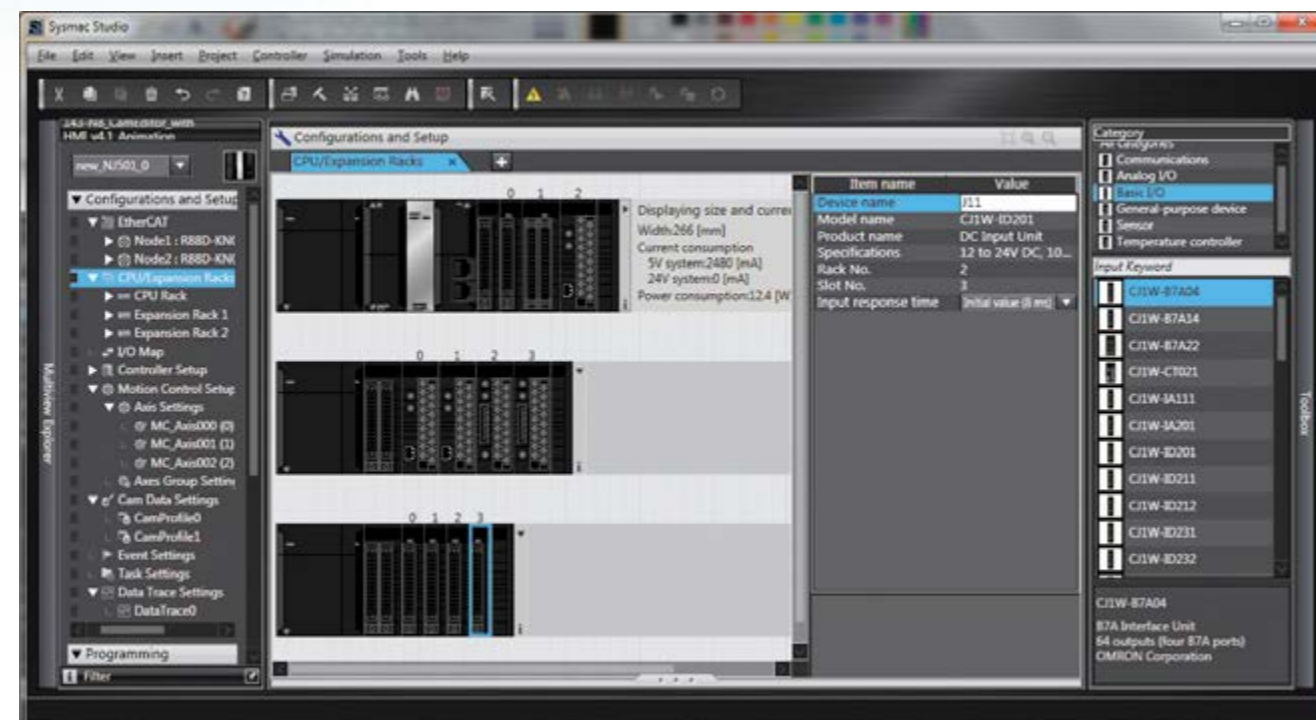 Sysmac Studio
File Edit View Insert Project Controller Simulation Tools Help
143-NB_CamEditor_with
HMI v4.1 Animation
new_NJ501_0
Configurations and Setup
EtherCAT
Node1 : R88D-KN
Node2 : R88D-KN
CPU/Expansion Racks
CPU Rack
Expansion Rack 1
Expansion Rack 2
I/O Map
Controller Setup
Motion Control Setup
Axis Settings
MC_Axis000 (0)
MC_Axis001 (1)
MC_Axis002 (2)
Axes Group Setting
Cam Data Settings
CamProfile0
CamProfile1
Event Settings
Task Settings
Data Trace Settings
DataTrace0
Programming
Filter
Multiview Explorer
Configurations and Setup
CPU/Expansion Racks
0 1 2
Displaying size and curre
Width:266 [mm]
Current consumption
5V system:2480 [mA]
24V system:0 [mA]
Power consumption:12.4 [W
0 1 2 3
0 1 2 3
Item name Value
Device name J11
Model name CJ1W-ID201
Product name DC Input Unit
Specifications 12 to 24V DC, 10...
Rack No. 2
Slot No. 3
Input response time Initial value (8 ms)
Category
All categories
Communications
Analog I/O
Basic I/O
General-purpose device
Sensor
Temperature controller
Input Keyword
CJ1W-B7A04
CJ1W-B7A14
CJ1W-B7A22
CJ1W-CT021
CJ1W-IA111
CJ1W-IA201
CJ1W-ID201
CJ1W-ID211
CJ1W-ID212
CJ1W-ID231
CJ1W-ID232
CJ1W-B7A04
B7A Interface Unit
64 outputs (four B7A ports)
OMRON Corporation
Toolbox